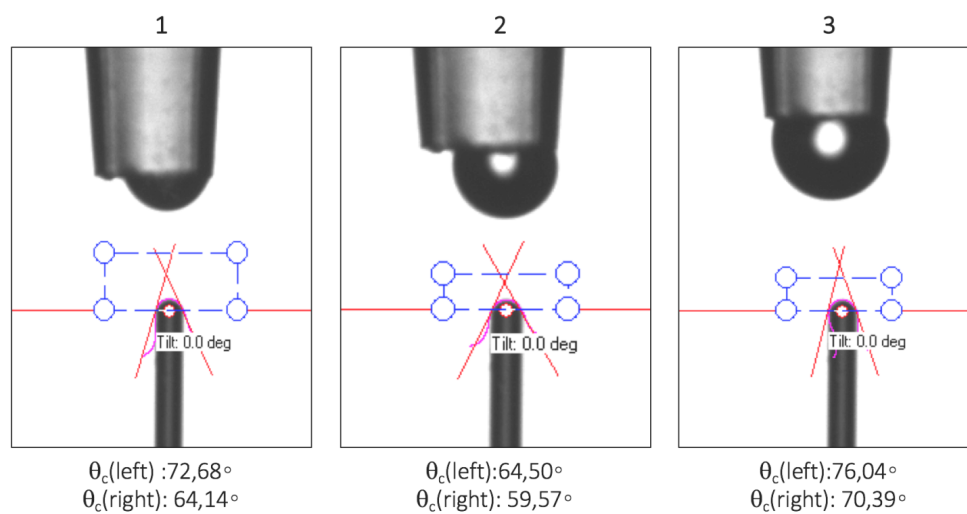 1
2
3
Tilt: 0.0 deg
Tilt: 0.0 deg
Tilt: 0.0 deg
θc(left) :72,68°
θc(right): 64,14°
θc(left):64,50°
θc(right): 59,57°
θc(left):76,04°
θc(right): 70,39°